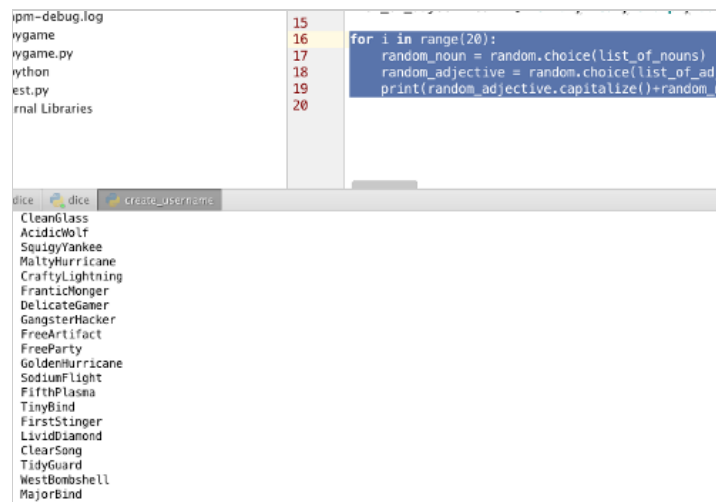 npm-debug.log
pygame
pygame.py
python
est.py
rnal Libraries
15
16 for i in range(20):
17 random_noun = random.choice(list_of_nouns)
18 random_adjective = random.choice(list_of_ad
19 print(random_adjective.capitalize()+random_
20
dice dice create_username
CleanGlass
AcidicWolf
SquigyYankee
MaltyHurricane
CraftyLightning
FranticMonger
DelicateGamer
GangsterHacker
FreeArtifact
FreeParty
GoldenHurricane
SodiumFlight
FifthPlasma
TinyBind
FirstStinger
LividDiamond
ClearSong
TidyGuard
WestBombshell
MajorBind